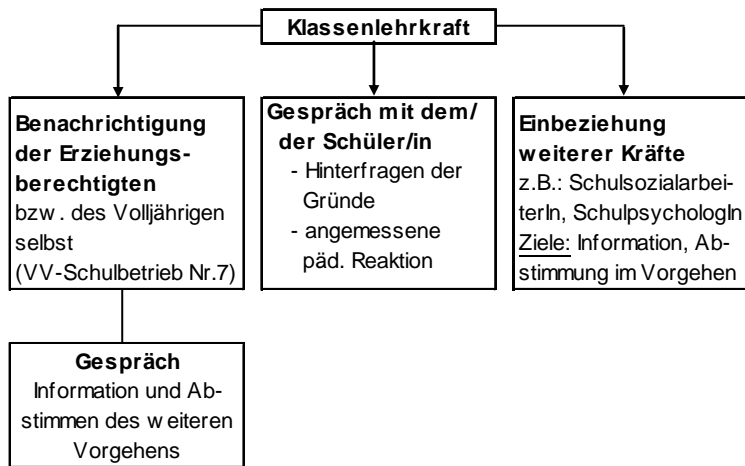 Klassenlehrkraft
Benachrichtigung
der Erziehungs-
berechtigten
bzw. des Volljährigen
selbst
(VV-Schulbetrieb Nr.7)
Gespräch mit dem/
der Schüler/in
- Hinterfragen der
Gründe
- angemessene
päd. Reaktion
Einbeziehung
weiterer Kräfte
z.B.: Schulsozialarbei-
terIn, SchulpsychologIn
Ziele: Information, Ab-
stimmung im Vorgehen
Gespräch
Information und Ab-
stimmen des weiteren
Vorgehens